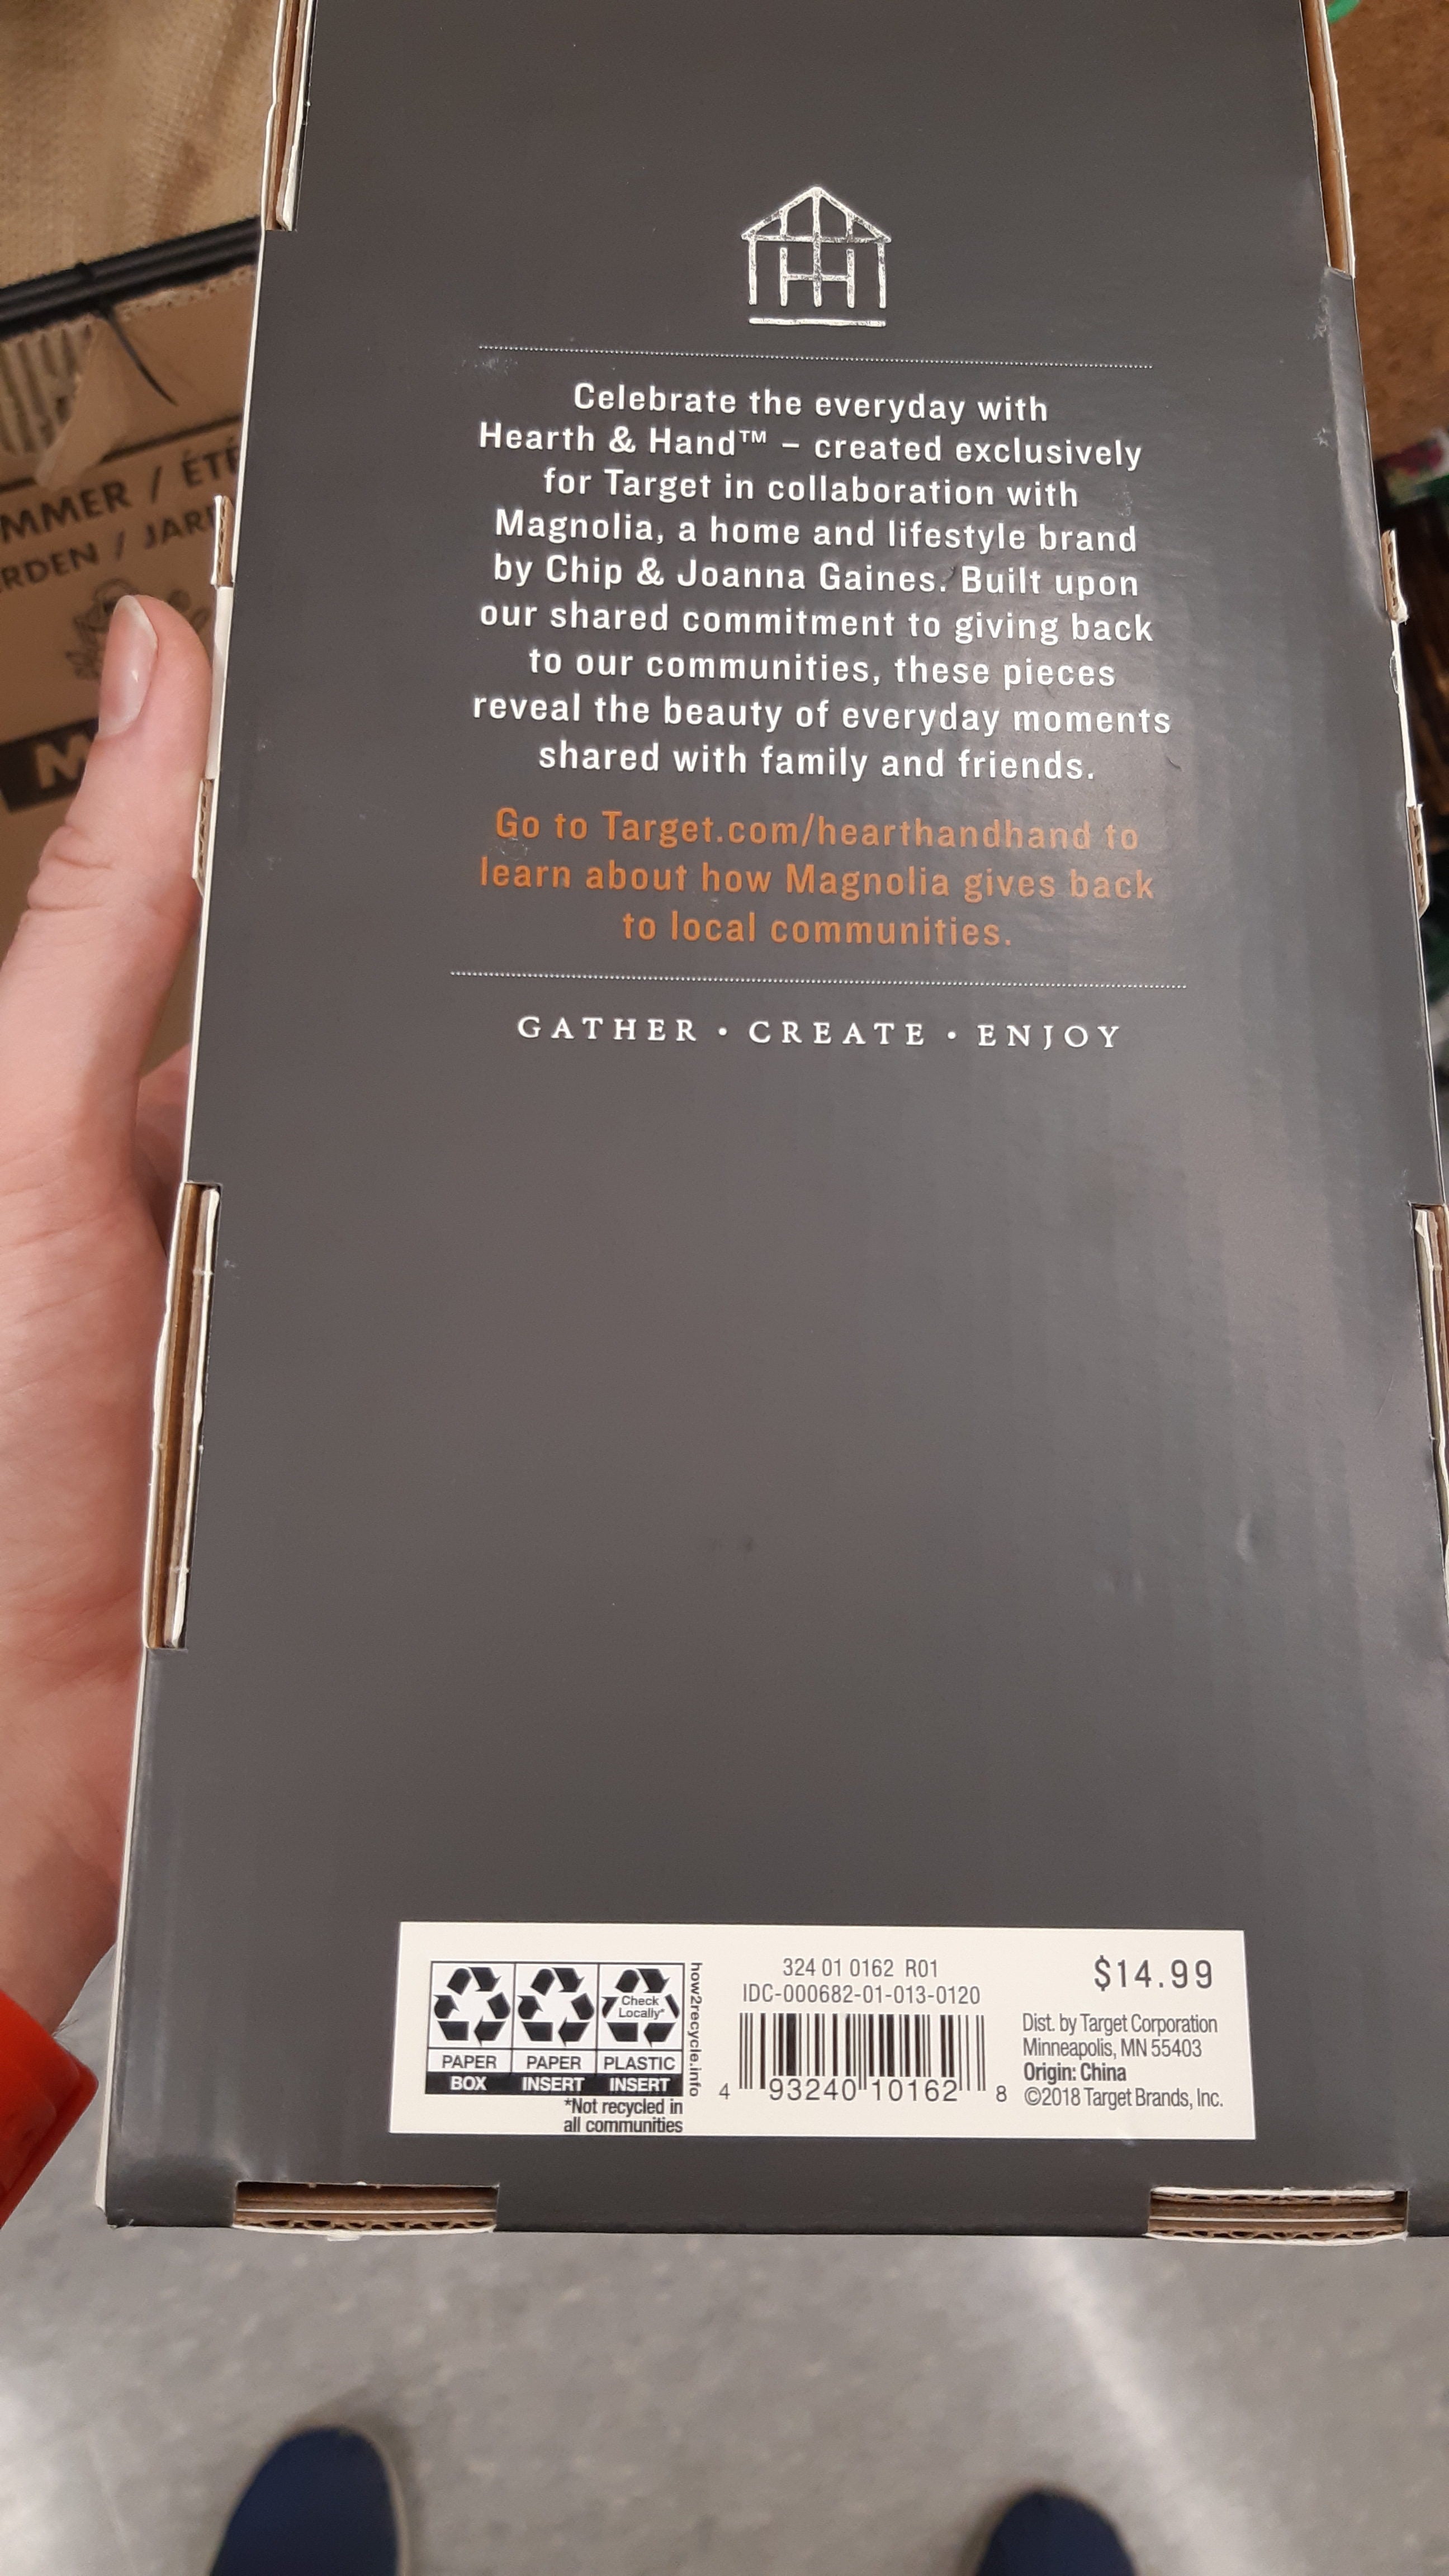 Celebrate the everyday with
Hearth & Hand™ – created exclusively
for Target in collaboration with
Magnolia, a home and lifestyle brand
by Chip & Joanna Gaines. Built upon
our shared commitment to giving back
to our communities, these pieces
reveal the beauty of everyday moments
shared with family and friends.
Go to Target.com/hearthandhand to
learn about how Magnolia gives back
to local communities.
GATHER • CREATE • ENJOY
MMER / ÉTÉ
RDEN / JARD
M
Check
Locally*
PAPER PAPER PLASTIC
BOX INSERT INSERT
*Not recycled in
all communities
how2recycle.info
324 01 0162 R01
IDC-000682-01-013-0120
4 93240 10162 8
$14.99
Dist. by Target Corporation
Minneapolis, MN 55403
Origin: China
©2018 Target Brands, Inc.